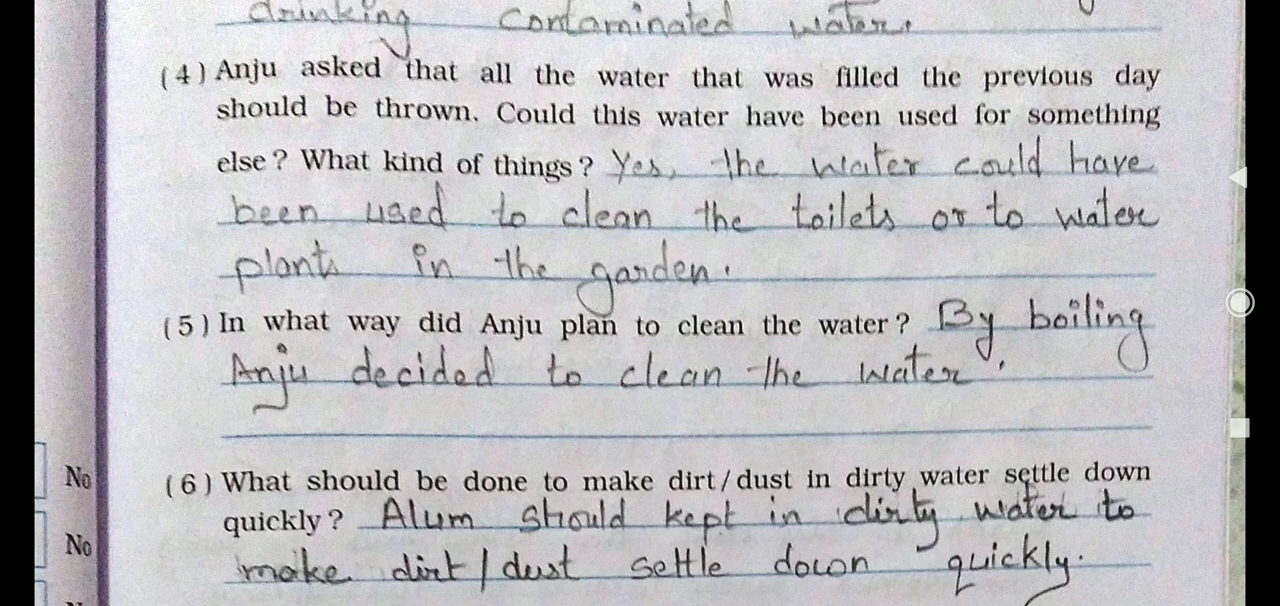 drinking contaminated water.
(4) Anju asked that all the water that was filled the previous day
should be thrown. Could this water have been used for something
else? What kind of things? Yes, the water could have
been used to clean the toilets or to water
plants in the garden.
(5) In what way did Anju plan to clean the water? By boiling
Anju decided to clean the water.
No
(6) What should be done to make dirt/dust in dirty water settle down
quickly? Alum should kept in dirty water to
No
make dirt/dust settle down quickly.